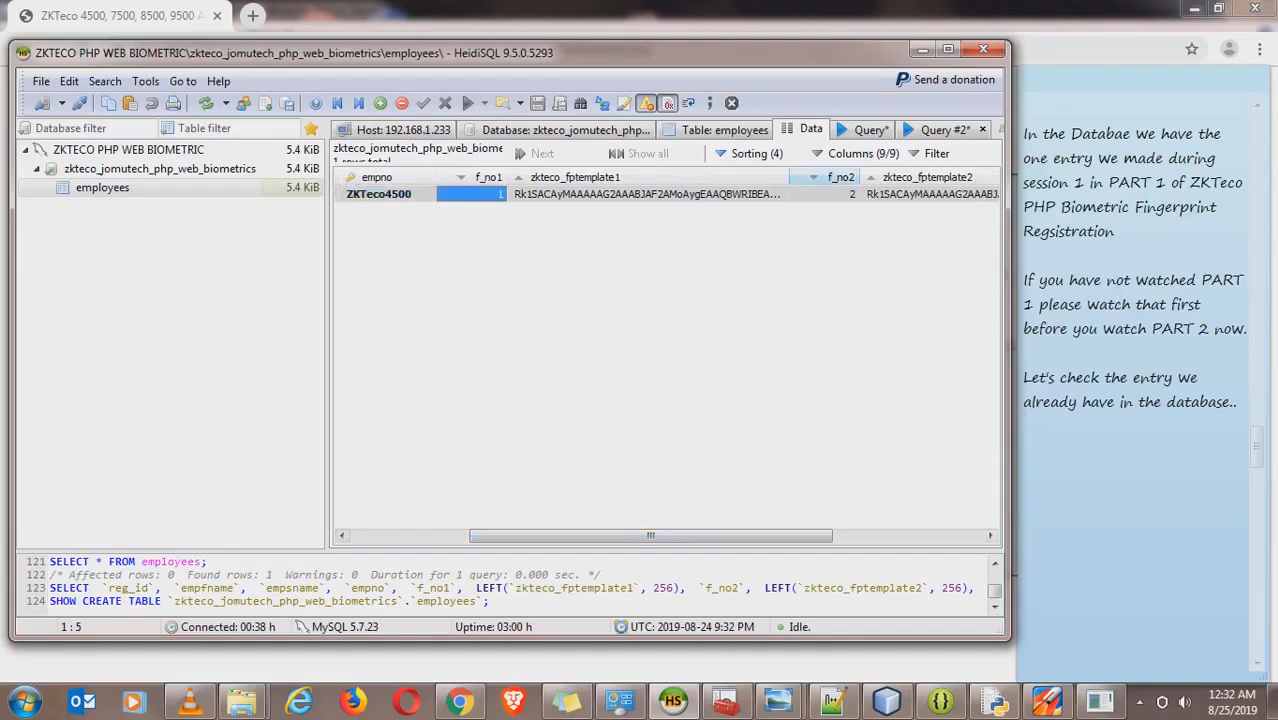 ZKTeco 4500, 7500, 8500, 9500 A
ZKTECO PHP WEB BIOMETRIC\zkteco_jomutech_php_web_biometrics\employees\ - HeidiSQL 9.5.0.5293
File Edit Search Tools Go to Help
Send a donation
Database filter Table filter
Host: 192.168.1.233 Database: zkteco_jomutech_php... Table: employees Data Query* Query #2*
ZKTECO PHP WEB BIOMETRIC 5.4 KiB
zkteco_jomutech_php_web_biometrics 5.4 KiB
employees 5.4 KiB
zkteco_jomutech_php_web_biome
Next Show all Sorting (4) Columns (9/9) Filter
empno f_no1 zkteco_fptemplate1 f_no2 zkteco_fptemplate2
ZKTeco4500 1 Rk1SACAyMAAAAAG2AAABJAF2AMoAygEAAQBWRIBEA... 2 Rk1SACAyMAAAAAG2AAABJ
In the Databae we have the
one entry we made during
session 1 in PART 1 of ZKTeco
PHP Biometric Fingerprint
Regsistration
If you have not watched PART
1 please watch that first
before you watch PART 2 now.
Let's check the entry we
already have in the database..
121 SELECT * FROM employees;
122 /* Affected rows: 0 Found rows: 1 Warnings: 0 Duration for 1 query: 0.000 sec. */
123 SELECT `reg_id`, `empfname`, `empsname`, `empno`, `f_no1`, LEFT(`zkteco_fptemplate1`, 256), `f_no2`, LEFT(`zkteco_fptemplate2`, 256),
124 SHOW CREATE TABLE `zkteco_jomutech_php_web_biometrics`.`employees`;
1 : 5 Connected: 00:38 h MySQL 5.7.23 Uptime: 03:00 h UTC: 2019-08-24 9:32 PM Idle.
12:32 AM
8/25/2019